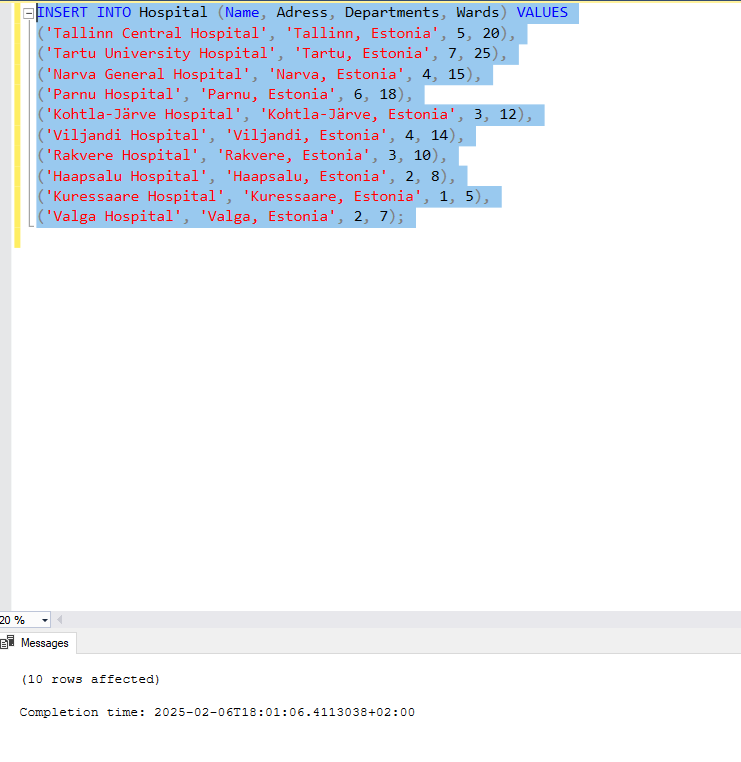 INSERT INTO Hospital (Name, Adress, Departments, Wards) VALUES
('Tallinn Central Hospital', 'Tallinn, Estonia', 5, 20),
('Tartu University Hospital', 'Tartu, Estonia', 7, 25),
('Narva General Hospital', 'Narva, Estonia', 4, 15),
('Parnu Hospital', 'Parnu, Estonia', 6, 18),
('Kohtla-Järve Hospital', 'Kohtla-Järve, Estonia', 3, 12),
('Viljandi Hospital', 'Viljandi, Estonia', 4, 14),
('Rakvere Hospital', 'Rakvere, Estonia', 3, 10),
('Haapsalu Hospital', 'Haapsalu, Estonia', 2, 8),
('Kuressaare Hospital', 'Kuressaare, Estonia', 1, 5),
('Valga Hospital', 'Valga, Estonia', 2, 7);
20 %
Messages
(10 rows affected)
Completion time: 2025-02-06T18:01:06.4113038+02:00